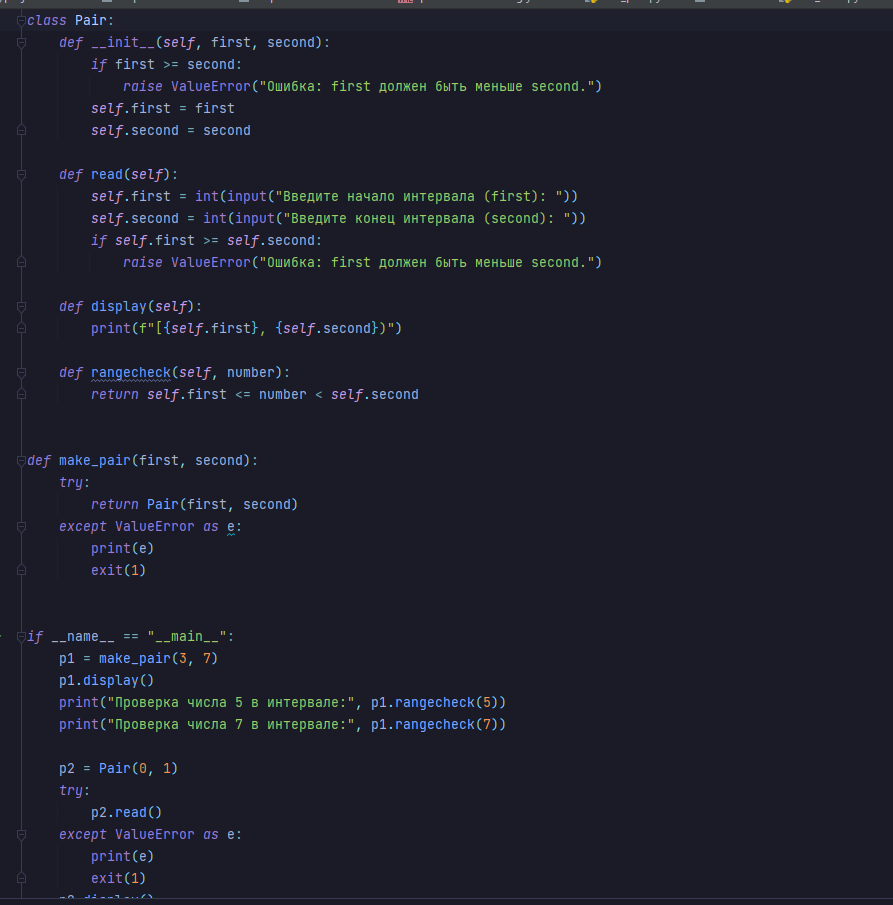 class Pair:
    def __init__(self, first, second):
        if first >= second:
            raise ValueError("Ошибка: first должен быть меньше second.")
        self.first = first
        self.second = second

    def read(self):
        self.first = int(input("Введите начало интервала (first): "))
        self.second = int(input("Введите конец интервала (second): "))
        if self.first >= self.second:
            raise ValueError("Ошибка: first должен быть меньше second.")

    def display(self):
        print(f"[{self.first}, {self.second})")

    def rangecheck(self, number):
        return self.first <= number < self.second


def make_pair(first, second):
    try:
        return Pair(first, second)
    except ValueError as e:
        print(e)
        exit(1)


if __name__ == "__main__":
    p1 = make_pair(3, 7)
    p1.display()
    print("Проверка числа 5 в интервале:", p1.rangecheck(5))
    print("Проверка числа 7 в интервале:", p1.rangecheck(7))

    p2 = Pair(0, 1)
    try:
        p2.read()
    except ValueError as e:
        print(e)
        exit(1)